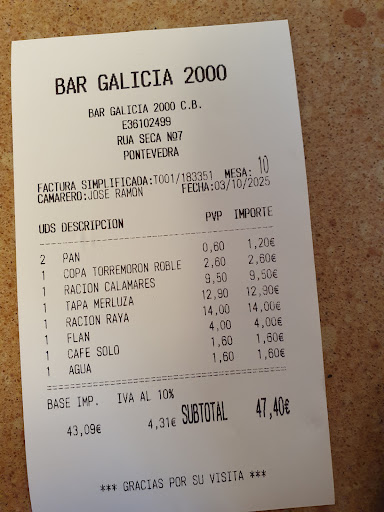 BAR GALICIA 2000
BAR GALICIA 2000 C.B.
E36102499
RUA SECA Nº7
PONTEVEDRA
FACTURA SIMPLIFICADA:T001/183351 MESA: 10
CAMARERO:JOSE RAMON FECHA:03/10/2025
UDS DESCRIPCION PVP IMPORTE
2 PAN 0,60 1,20€
1 COPA TORREMORON ROBLE 2,60 2,60€
1 RACION CALAMARES 9,50 9,50€
1 TAPA MERLUZA 12,90 12,90€
1 RACION RAYA 14,00 14,00€
1 FLAN 4,00 4,00€
1 CAFE SOLO 1,60 1,60€
1 AGUA 1,60 1,60€
BASE IMP. IVA AL 10%
43,09€ 4,31€ SUBTOTAL 47,40€
*** GRACIAS POR SU VISITA ***